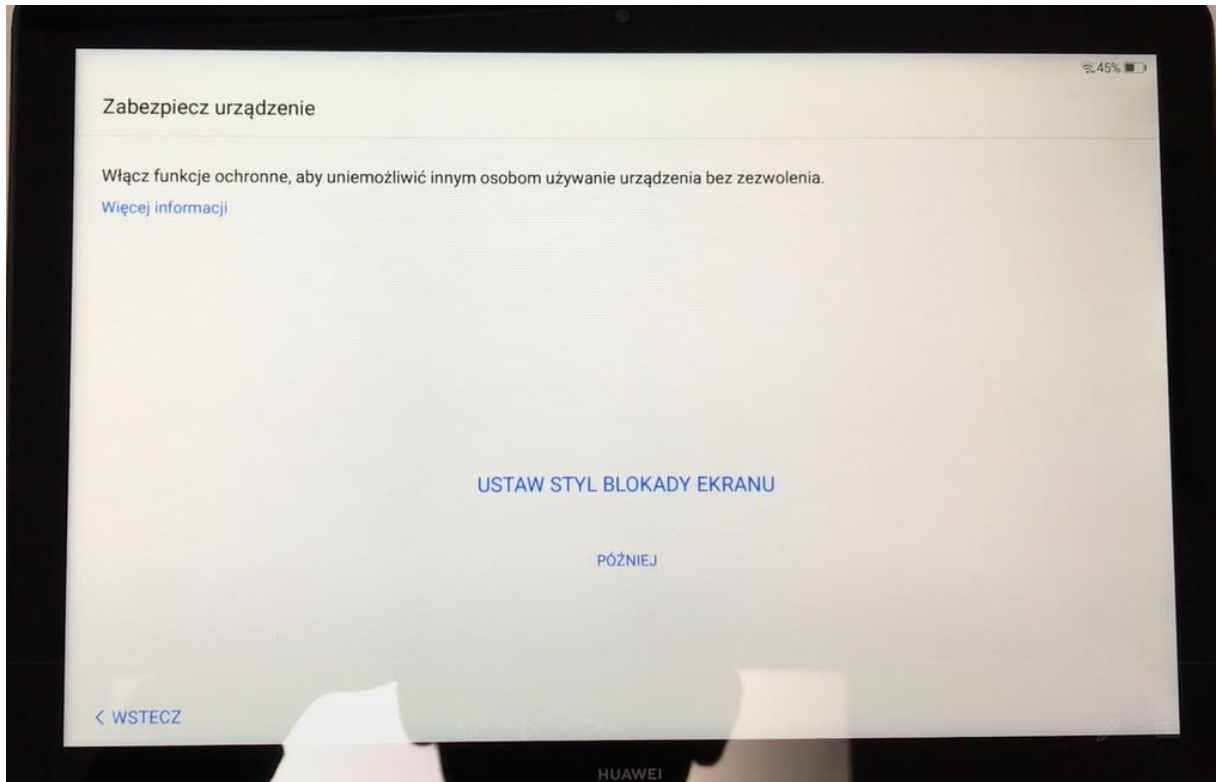 45%
Zabezpiecz urządzenie
Włącz funkcje ochronne, aby uniemożliwić innym osobom używanie urządzenia bez zezwolenia.
Więcej informacji
USTAW STYL BLOKADY EKRANU
PÓŹNIEJ
< WSTECZ
HUAWEI